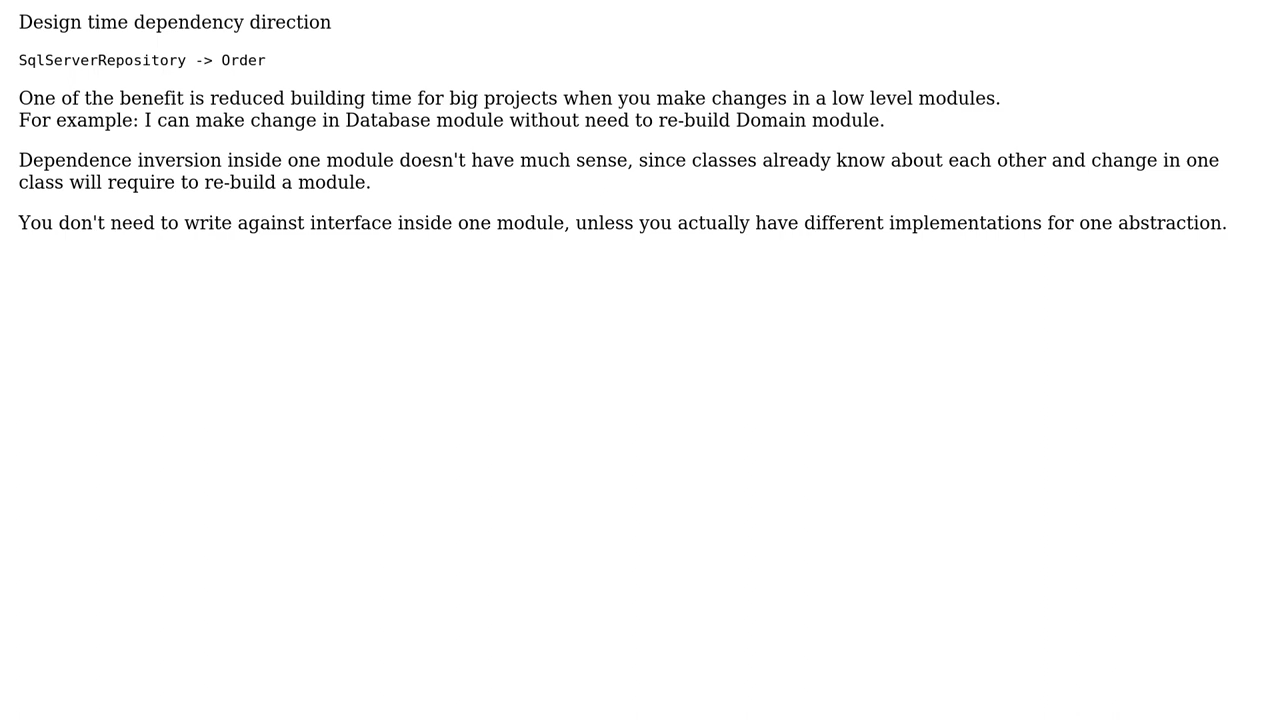 Design time dependency direction
SqlServerRepository -> Order
One of the benefit is reduced building time for big projects when you make changes in a low level modules.
For example: I can make change in Database module without need to re-build Domain module.
Dependence inversion inside one module doesn't have much sense, since classes already know about each other and change in one
class will require to re-build a module.
You don't need to write against interface inside one module, unless you actually have different implementations for one abstraction.